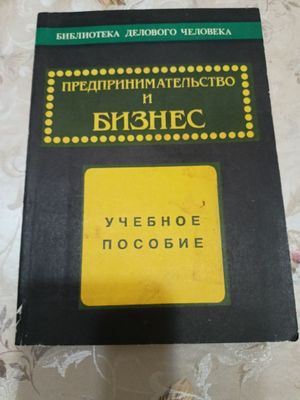 БИБЛИОТЕКА ДЕЛОВОГО ЧЕЛОВЕКА
ПРЕДПРИНИМАТЕЛЬСТВО
И
БИЗНЕС
УЧЕБНОЕ
ПОСОБИЕ